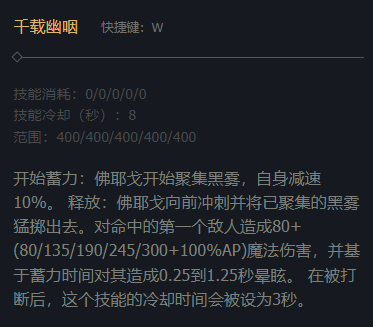 千载幽咽 快捷键：W
技能消耗：0/0/0/0/0
技能冷却（秒）：8
范围：400/400/400/400/400
开始蓄力：佛耶戈开始聚集黑雾，自身减速
10%。 释放：佛耶戈向前冲刺并将已聚集的黑雾
猛掷出去。对命中的第一个敌人造成80+
(80/135/190/245/300+100%AP)魔法伤害，并基
于蓄力时间对其造成0.25到1.25秒晕眩。 在被打
断后，这个技能的冷却时间会被设为3秒。